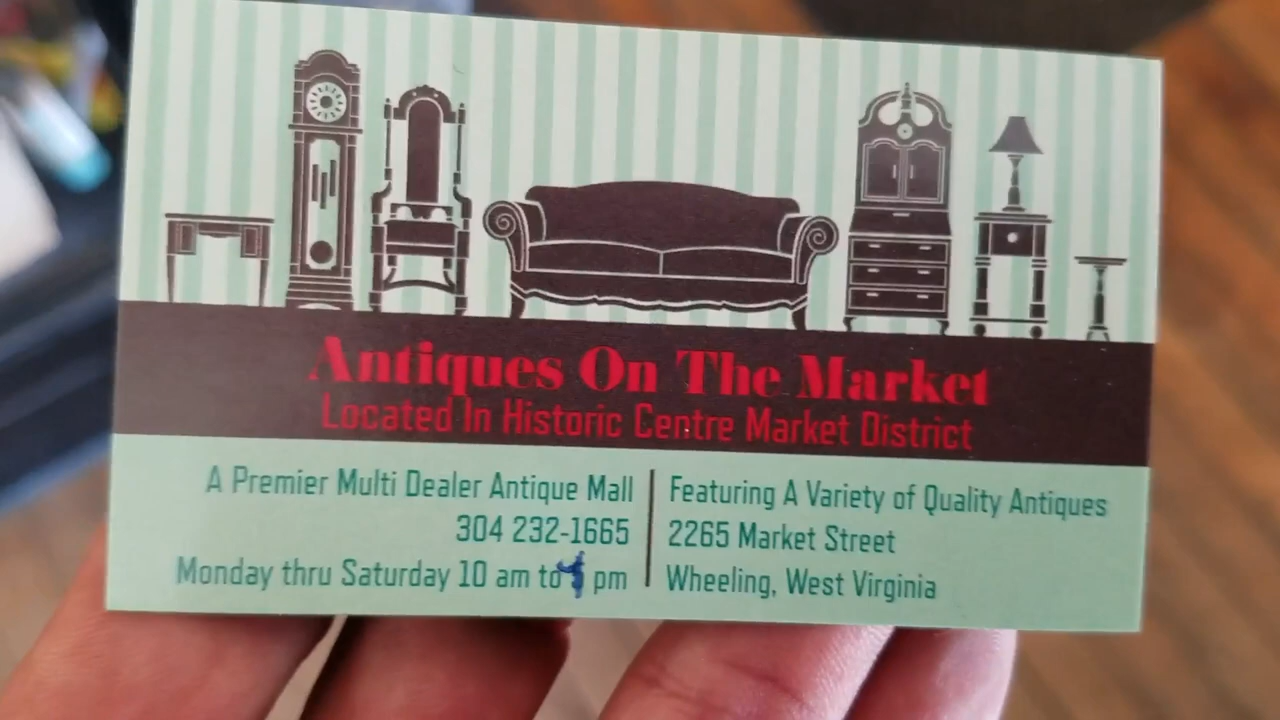 Antiques On The Market
Located In Historic Centre Market District
A Premier Multi Dealer Antique Mall
304 232-1665
Monday thru Saturday 10 am to 4 pm
Featuring A Variety of Quality Antiques
2265 Market Street
Wheeling, West Virginia